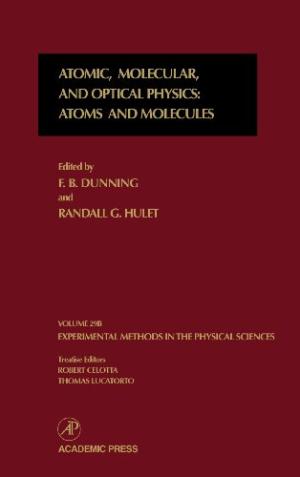 ATOMIC, MOLECULAR,
AND OPTICAL PHYSICS:
ATOMS AND MOLECULES
Edited by
F. B. DUNNING
and
RANDALL G. HULET
VOLUME 29B
EXPERIMENTAL METHODS IN THE PHYSICAL SCIENCES
Treatise Editors
ROBERT CELOTTA
THOMAS LUCATORTO
AP
ACADEMIC PRESS